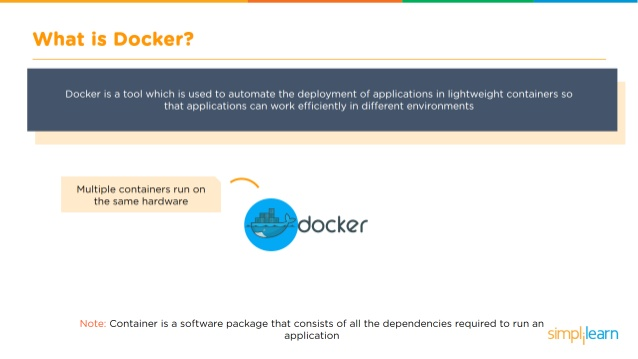 What is Docker?
Docker is a tool which is used to automate the deployment of applications in lightweight containers so
that applications can work efficiently in different environments
Multiple containers run on
the same hardware
docker
Note: Container is a software package that consists of all the dependencies required to run an
application
simplilearn